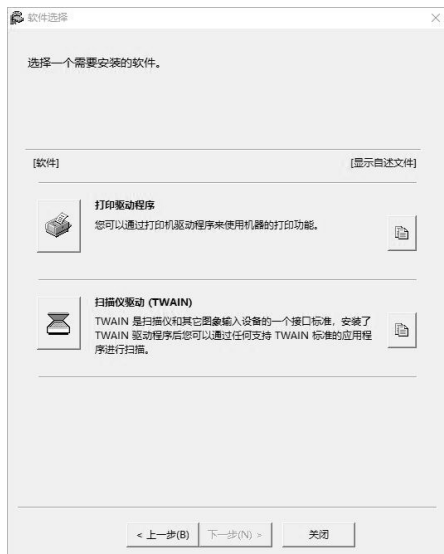 软件选择
选择一个需要安装的软件。
[软件] [显示自述文件]
打印驱动程序
您可以通过打印机驱动程序来使用机器的打印功能。
扫描仪驱动 (TWAIN)
TWAIN 是扫描仪和其它图象输入设备的一个接口标准，安装了
TWAIN 驱动程序后您可以通过任何支持 TWAIN 标准的应用程
序进行扫描。
< 上一步(B) 下一步(N) > 关闭